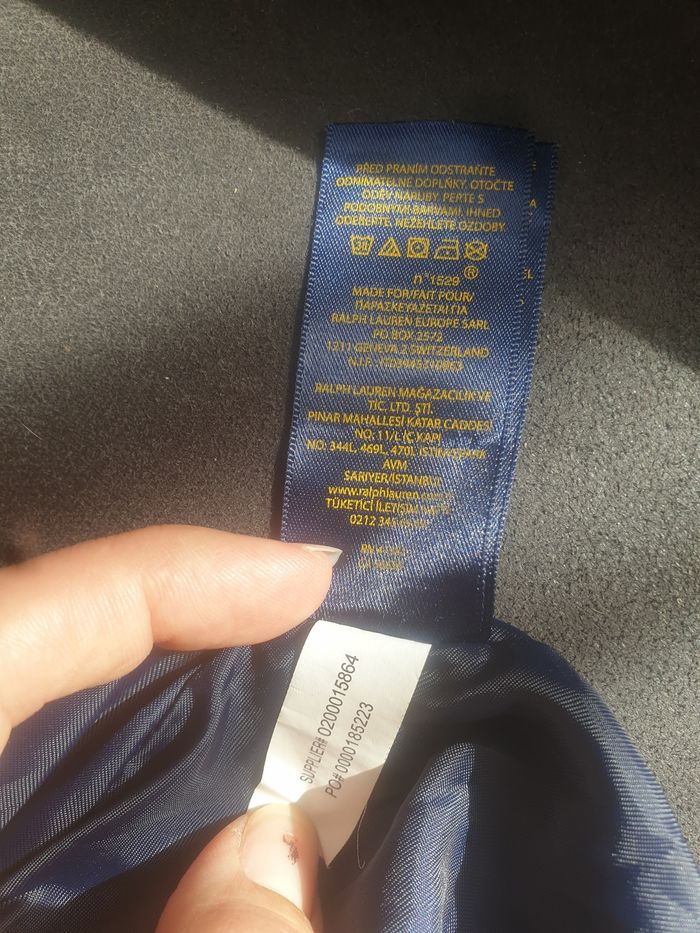 PŘED PRANÍM ODSTRAŇTE
ODNÍMATELNÉ DOPLŇKY. OTOČTE
ODĚV NARUBY. PERTE S
PODOBNÝMI BARVAMI. IHNED
ODEBERTE. NEŽEHLETE OZDOBY.
30
n°1529 ®
MADE FOR/FAIT POUR/
RALPH LAUREN EUROPE SARL
PO BOX 2572
1211 GENEVA 2 SWITZERLAND
N.I.F.
RALPH LAUREN MAĞAZACILIK VE
TİC. LTD. ŞTİ.
PINAR MAHALLESİ KATAR CADDESİ
NO: 11/L İÇ KAPI
NO: 344L, 469L, 470L
AVM
SARIYER/İSTANBUL
TÜKETİCİ İLETİŞİM
0212
SUPPLIER# 0200015864
PO# 0000185223